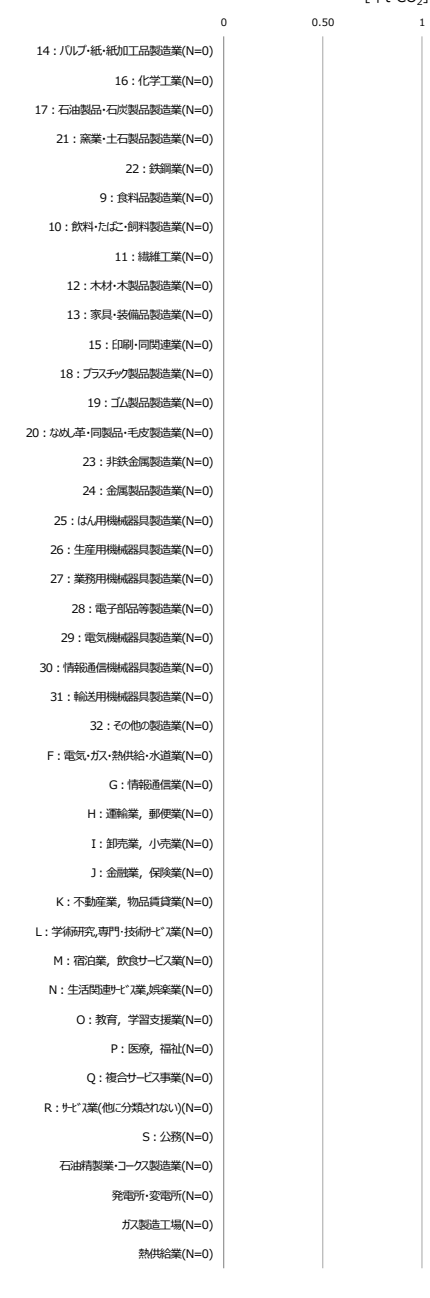 [千t-CO2]
0 0.50 1
14：パルプ・紙・紙加工品製造業(N=0)
16：化学工業(N=0)
17：石油製品・石炭製品製造業(N=0)
21：窯業・土石製品製造業(N=0)
22：鉄鋼業(N=0)
9：食料品製造業(N=0)
10：飲料・たばこ・飼料製造業(N=0)
11：繊維工業(N=0)
12：木材・木製品製造業(N=0)
13：家具・装備品製造業(N=0)
15：印刷・同関連業(N=0)
18：プラスチック製品製造業(N=0)
19：ゴム製品製造業(N=0)
20：なめし革・同製品・毛皮製造業(N=0)
23：非鉄金属製造業(N=0)
24：金属製品製造業(N=0)
25：はん用機械器具製造業(N=0)
26：生産用機械器具製造業(N=0)
27：業務用機械器具製造業(N=0)
28：電子部品等製造業(N=0)
29：電気機械器具製造業(N=0)
30：情報通信機械器具製造業(N=0)
31：輸送用機械器具製造業(N=0)
32：その他の製造業(N=0)
F：電気・ガス・熱供給・水道業(N=0)
G：情報通信業(N=0)
H：運輸業，郵便業(N=0)
I：卸売業，小売業(N=0)
J：金融業，保険業(N=0)
K：不動産業，物品賃貸業(N=0)
L：学術研究,専門・技術ｻｰﾋﾞｽ業(N=0)
M：宿泊業，飲食サービス業(N=0)
N：生活関連ｻｰﾋﾞｽ業,娯楽業(N=0)
O：教育，学習支援業(N=0)
P：医療，福祉(N=0)
Q：複合サービス事業(N=0)
R：ｻｰﾋﾞｽ業(他に分類されない)(N=0)
S：公務(N=0)
石油精製業・コークス製造業(N=0)
発電所・変電所(N=0)
ガス製造工場(N=0)
熱供給業(N=0)